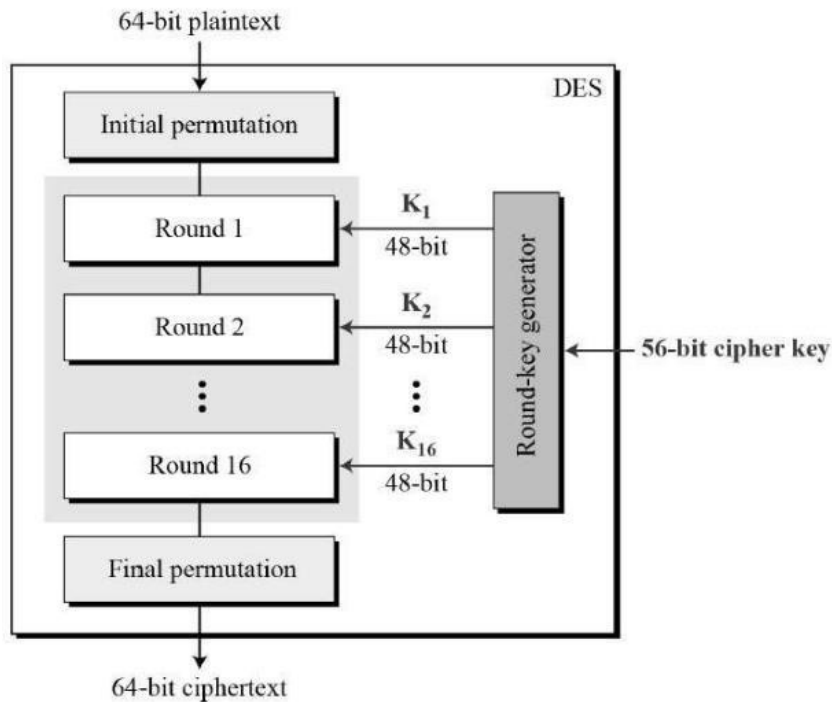 64-bit plaintext
DES
Initial permutation
Round 1
K1
48-bit
Round 2
K2
48-bit
Round-key generator
56-bit cipher key
Round 16
K16
48-bit
Final permutation
64-bit ciphertext